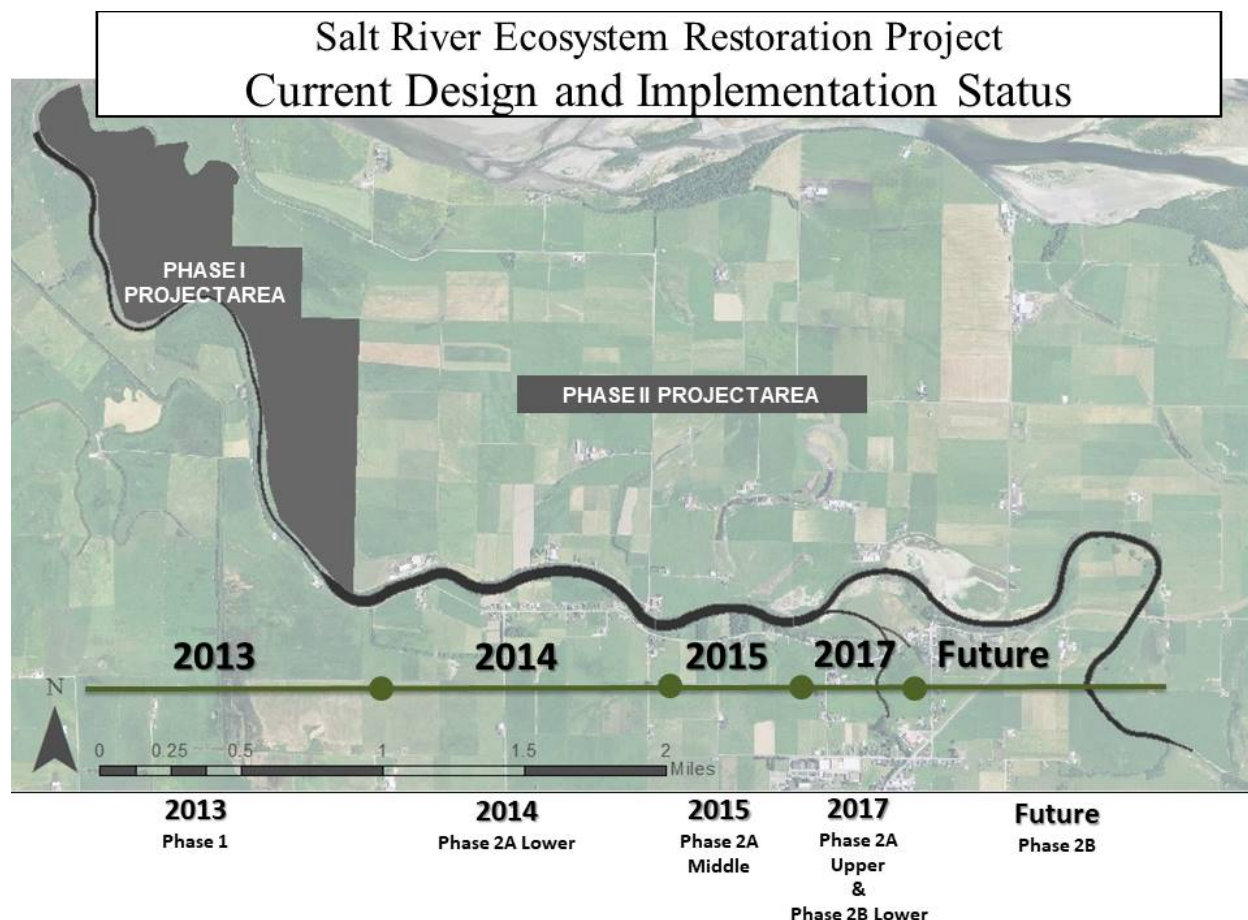 Salt River Ecosystem Restoration Project
Current Design and Implementation Status
PHASE I
PROJECTAREA
PHASE II PROJECTAREA
2013
2014
2015
2017
Future
N
0
0.25
0.5
1
1.5
2
Miles
2013
Phase 1
2014
Phase 2A Lower
2015
Phase 2A
Middle
2017
Phase 2A
Upper
&
Phase 2B Lower
Future
Phase 2B